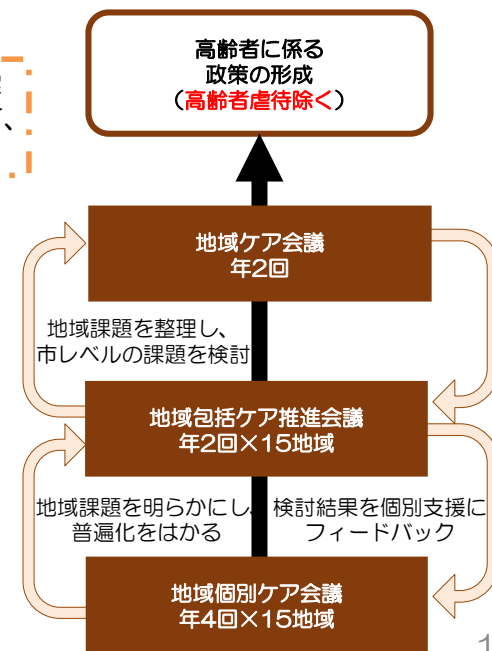 高齢者に係る
政策の形成
（高齢者虐待除く）
、
地域ケア会議
年2回
地域課題を整理し、
市レベルの課題を検討
地域包括ケア推進会議
年2回×15地域
地域課題を明らかにし、
普遍化をはかる
検討結果を個別支援に
フィードバック
地域個別ケア会議
年4回×15地域
1